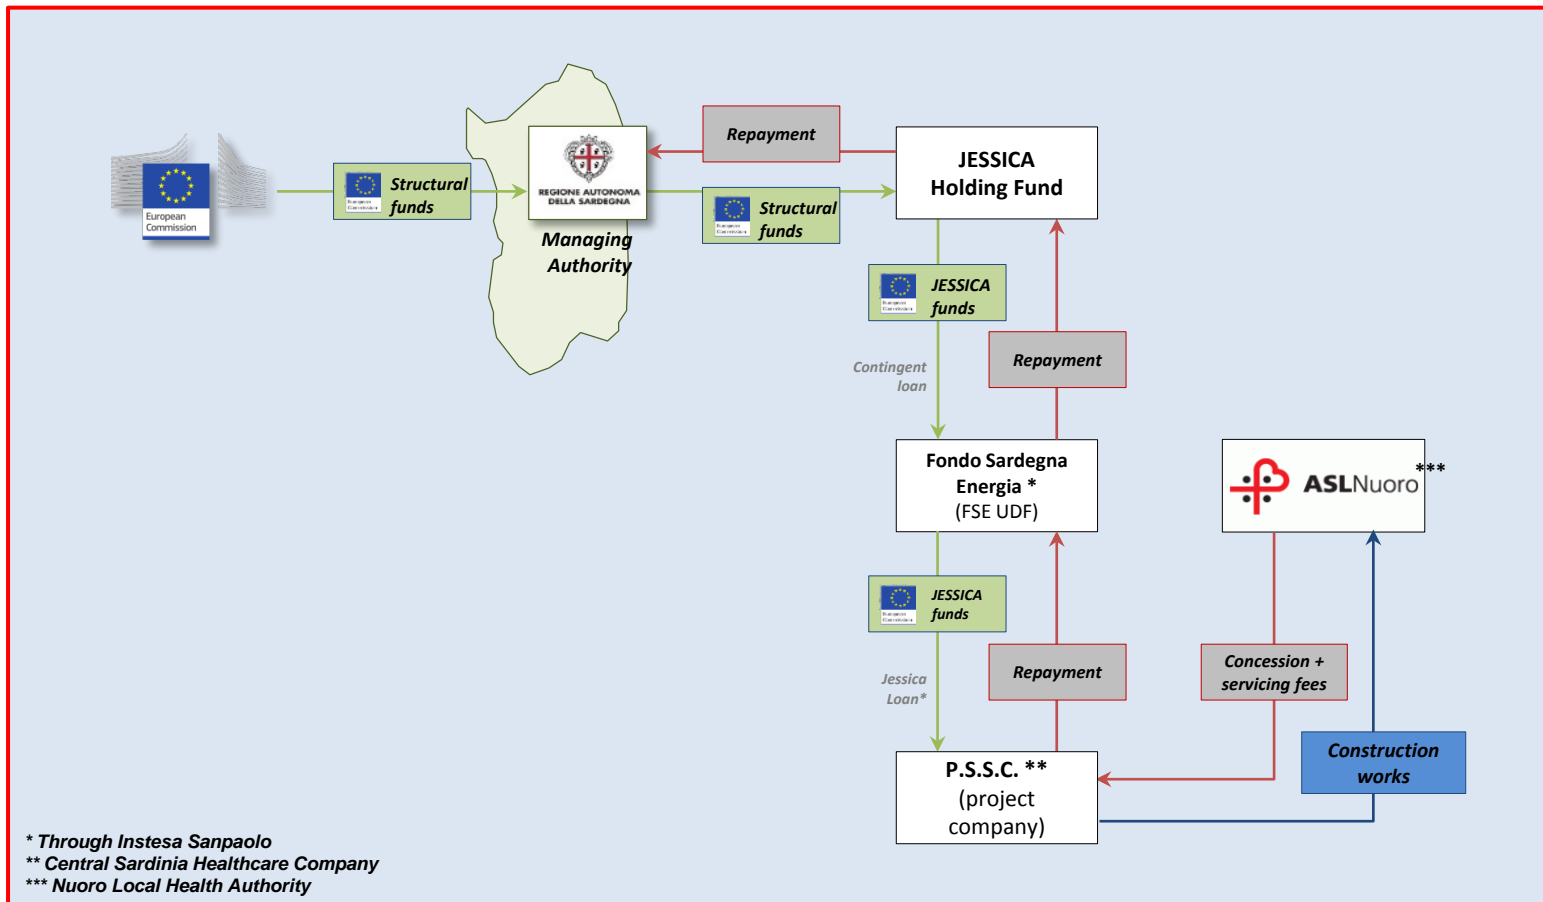 European
Commission
Structural
funds
REGIONE AUTONOMA
DELLA SARDEGNA
Managing
Authority
Repayment
Structural
funds
JESSICA
Holding Fund
JESSICA
funds
Contingent
loan
Repayment
Fondo Sardegna
Energia *
(FSE UDF)
ASLNuoro ***
JESSICA
funds
Jessica
Loan*
Repayment
Concession +
servicing fees
Construction
works
P.S.S.C. **
(project
company)
* Through Instesa Sanpaolo
** Central Sardinia Healthcare Company
*** Nuoro Local Health Authority